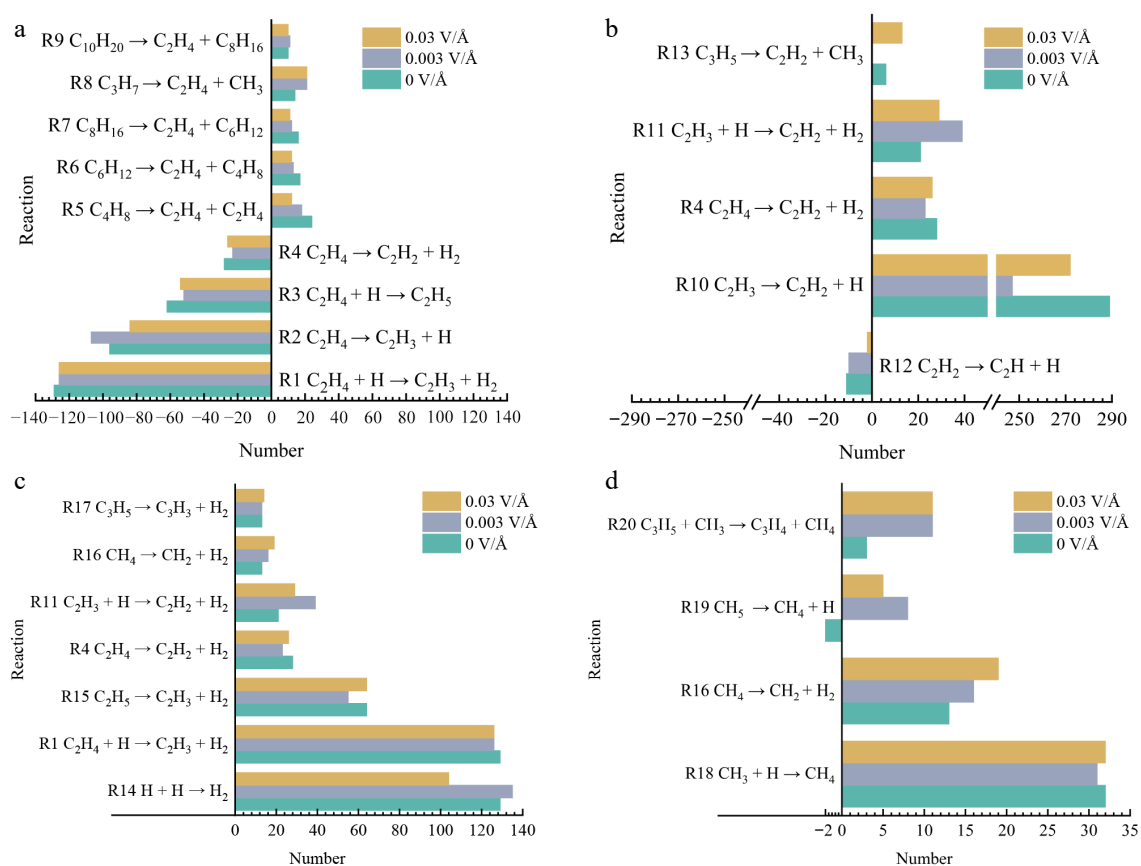 a
R9 C₁₀H₂₀ → C₂H₄ + C₈H₁₆
R8 C₃H₇ → C₂H₄ + CH₃
R7 C₈H₁₆ → C₂H₄ + C₆H₁₂
R6 C₆H₁₂ → C₂H₄ + C₄H₈
R5 C₄H₈ → C₂H₄ + C₂H₄
R4 C₂H₄ → C₂H₂ + H₂
R3 C₂H₄ + H → C₂H₅
R2 C₂H₄ → C₂H₃ + H
R1 C₂H₄ + H → C₂H₃ + H₂
0.03 V/Å
0.003 V/Å
0 V/Å
Reaction
−140 −120 −100 −80 −60 −40 −20 0 20 40 60 80 100 120 140
Number
b
R13 C₃H₅ → C₂H₂ + CH₃
R11 C₂H₃ + H → C₂H₂ + H₂
R4 C₂H₄ → C₂H₂ + H₂
R10 C₂H₃ → C₂H₂ + H
R12 C₂H₂ → C₂H + H
0.03 V/Å
0.003 V/Å
0 V/Å
Reaction
−290 −270 −250 −40 −20 0 20 40 250 270 290
Number
c
R17 C₃H₅ → C₃H₃ + H₂
R16 CH₄ → CH₂ + H₂
R11 C₂H₃ + H → C₂H₂ + H₂
R4 C₂H₄ → C₂H₂ + H₂
R15 C₂H₅ → C₂H₃ + H₂
R1 C₂H₄ + H → C₂H₃ + H₂
R14 H + H → H₂
0.03 V/Å
0.003 V/Å
0 V/Å
Reaction
0 20 40 60 80 100 120 140
Number
d
R20 C₃H₅ + CH₃ → C₃H₄ + CH₄
R19 CH₅ → CH₄ + H
R16 CH₄ → CH₂ + H₂
R18 CH₃ + H → CH₄
0.03 V/Å
0.003 V/Å
0 V/Å
Reaction
−2 0 5 10 15 20 25 30 35
Number